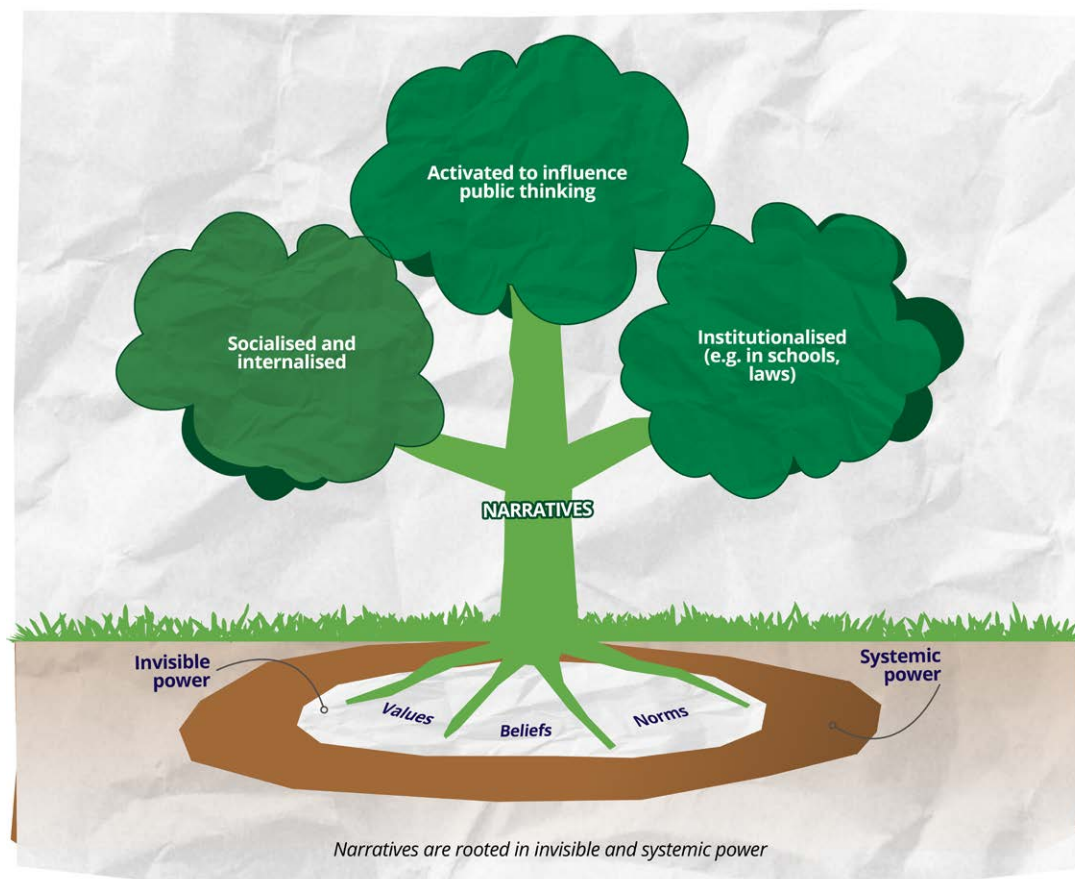 Activated to influence
public thinking
Socialised and
internalised
Institutionalised
(e.g. in schools,
laws)
NARRATIVES
Invisible
power
Systemic
power
Values
Beliefs
Norms
Narratives are rooted in invisible and systemic power